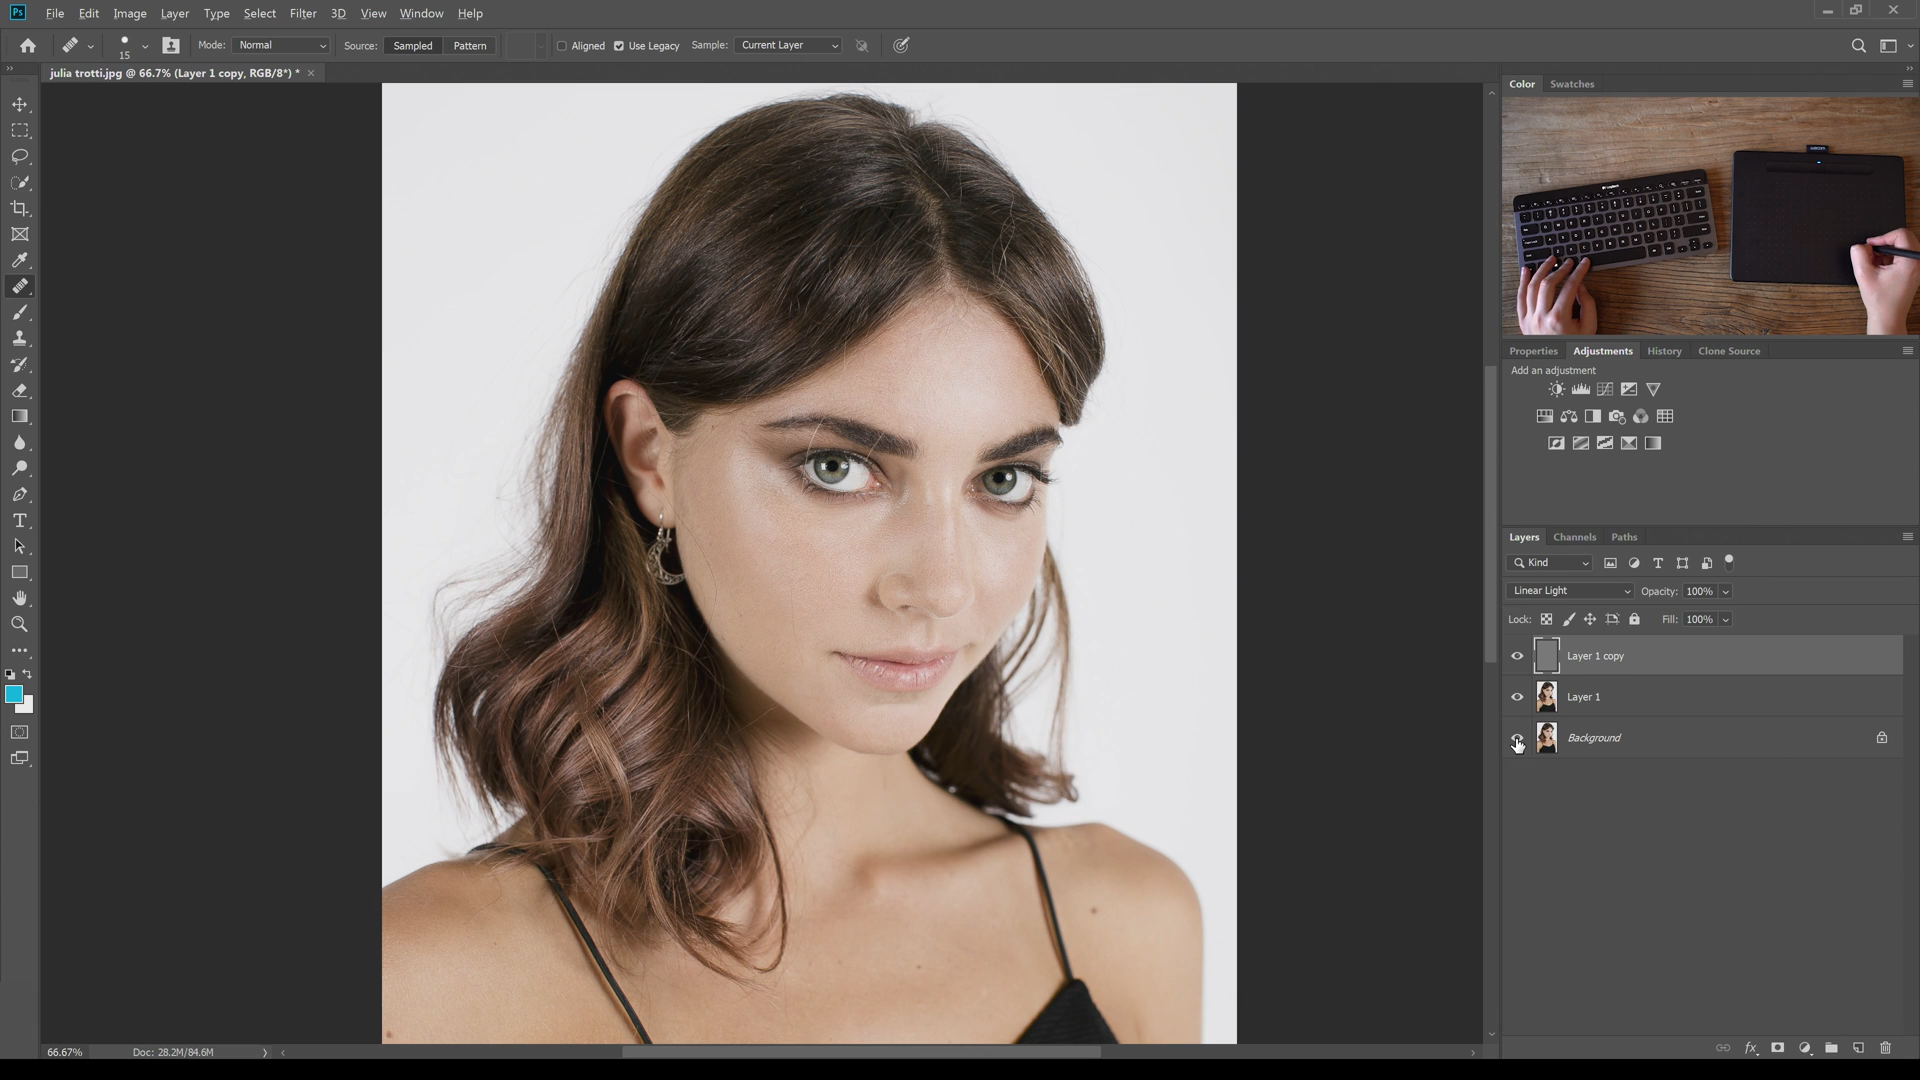 Ps File Edit Image Layer Type Select Filter 3D View Window Help
15 Mode: Normal Source: Sampled Pattern Aligned Use Legacy Sample: Current Layer
julia trotti.jpg @ 66.7% (Layer 1 copy, RGB/8*) * ×
Color Swatches
Properties Adjustments History Clone Source
Add an adjustment
Layers Channels Paths
Kind
Linear Light Opacity: 100%
Lock: Fill: 100%
Layer 1 copy
Layer 1
Background
fx
66.67% Doc: 28.2M/84.6M